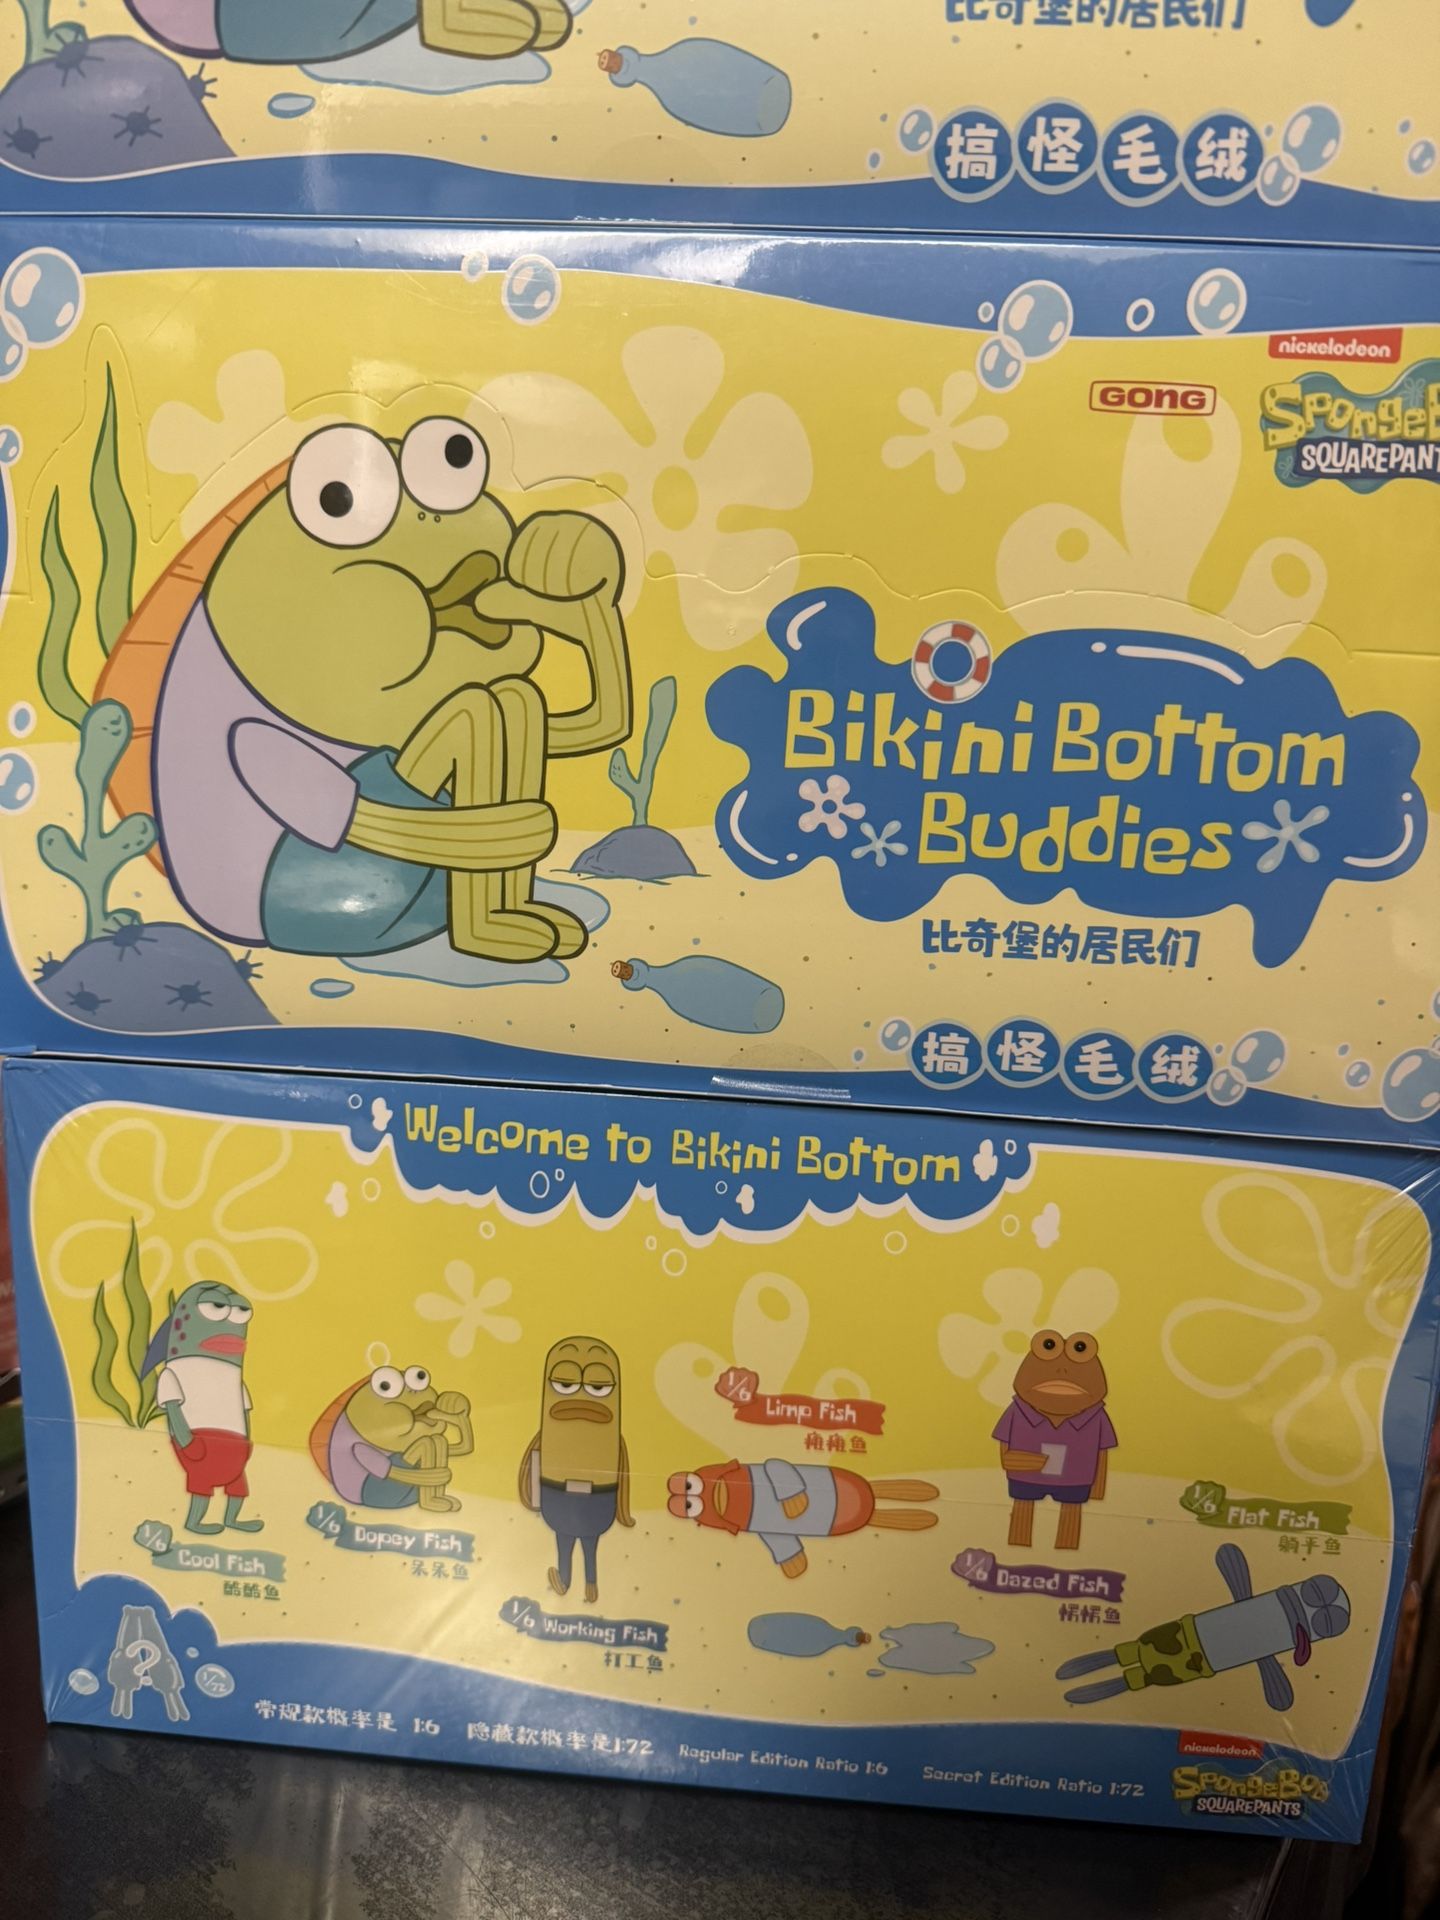 比奇堡的居民们
搞怪毛绒
nickelodeon
GONG
SpongeB
SQUAREPANT
Bikini Bottom
Buddies
比奇堡的居民们
搞怪毛绒
Welcome to Bikini Bottom
1/6 Limp Fish
瘫瘫鱼
1/6 Flat Fish
躺平鱼
1/6 Dopey Fish
呆呆鱼
1/6 Cool Fish
酷酷鱼
1/6 Dazed Fish
愣愣鱼
1/6 Working Fish
打工鱼
?
1/72
常规款概率是 1:6 隐藏款概率是1:72 Regular Edition Ratio 1:6 Secret Edition Ratio 1:72
nickelodeon
SpongeBob
SQUAREPANTS